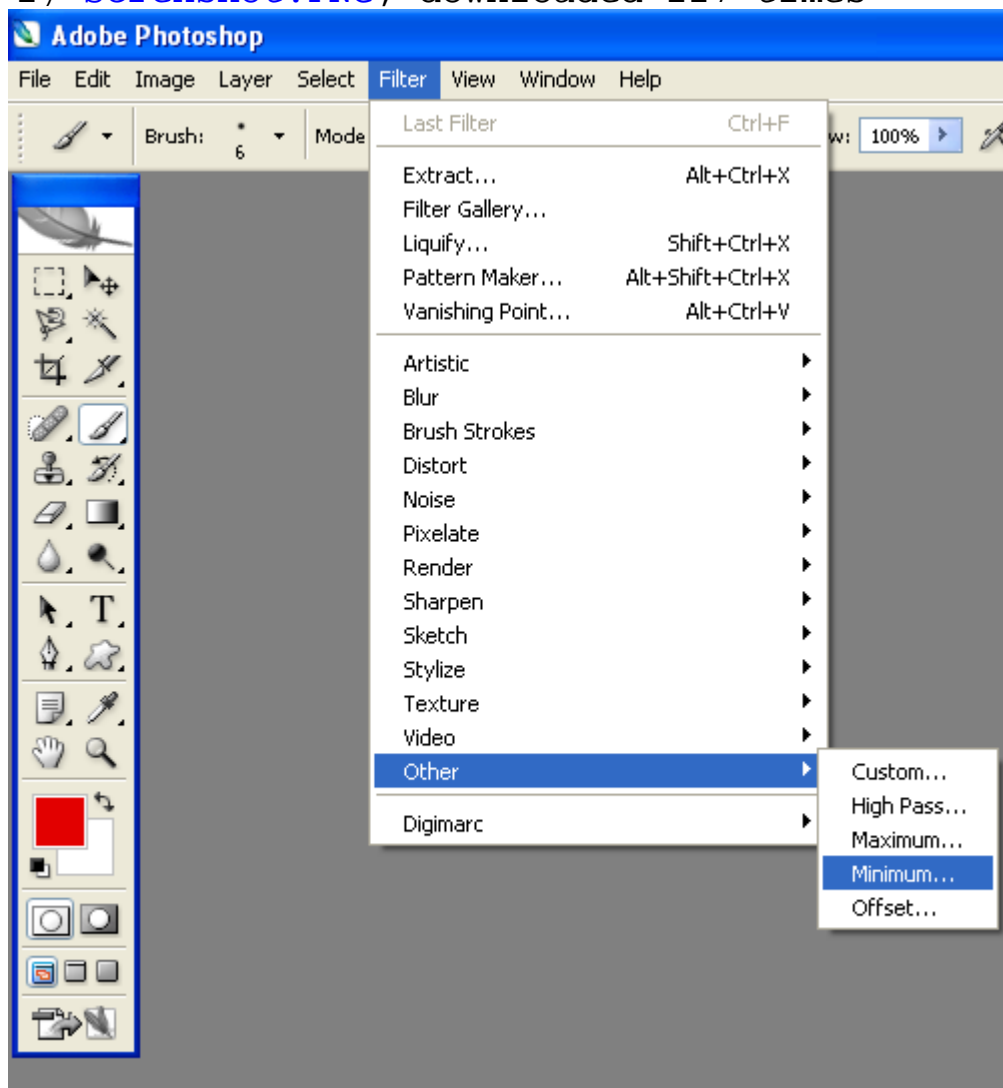 Adobe Photoshop
File Edit Image Layer Select Filter View Window Help
Brush: 6 Mode w: 100%
Last Filter Ctrl+F
Extract... Alt+Ctrl+X
Filter Gallery...
Liquify... Shift+Ctrl+X
Pattern Maker... Alt+Shift+Ctrl+X
Vanishing Point... Alt+Ctrl+V
Artistic
Blur
Brush Strokes
Distort
Noise
Pixelate
Render
Sharpen
Sketch
Stylize
Texture
Video
Other
Custom...
High Pass...
Maximum...
Minimum...
Offset...
Digimarc
T